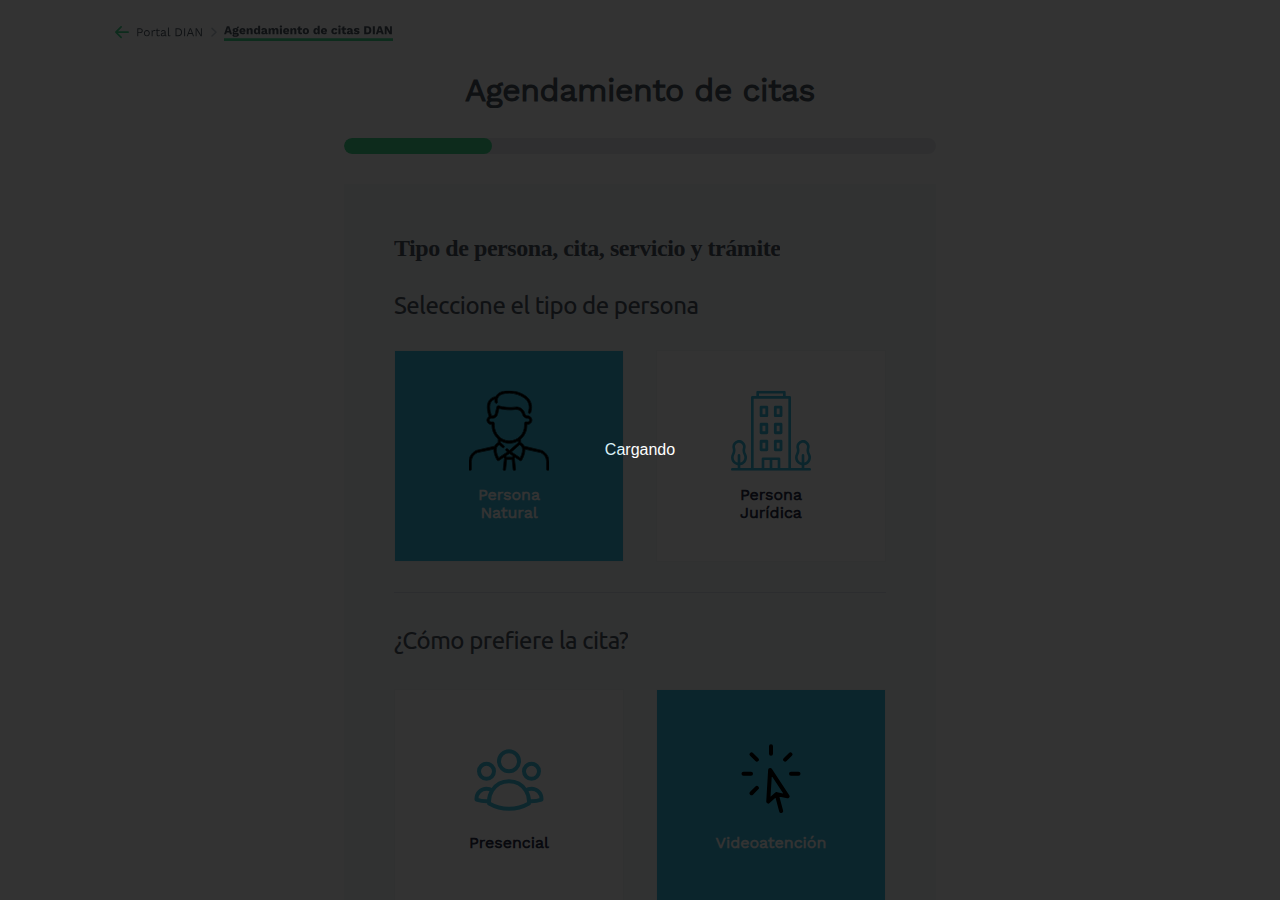 Portal DIAN
Agendamiento de citas DIAN
Agendamiento de citas
Tipo de persona, cita, servicio y trámite
Seleccione el tipo de persona
Persona
Natural
Persona
Jurídica
Cargando
¿Cómo prefiere la cita?
Presencial
Videoatención